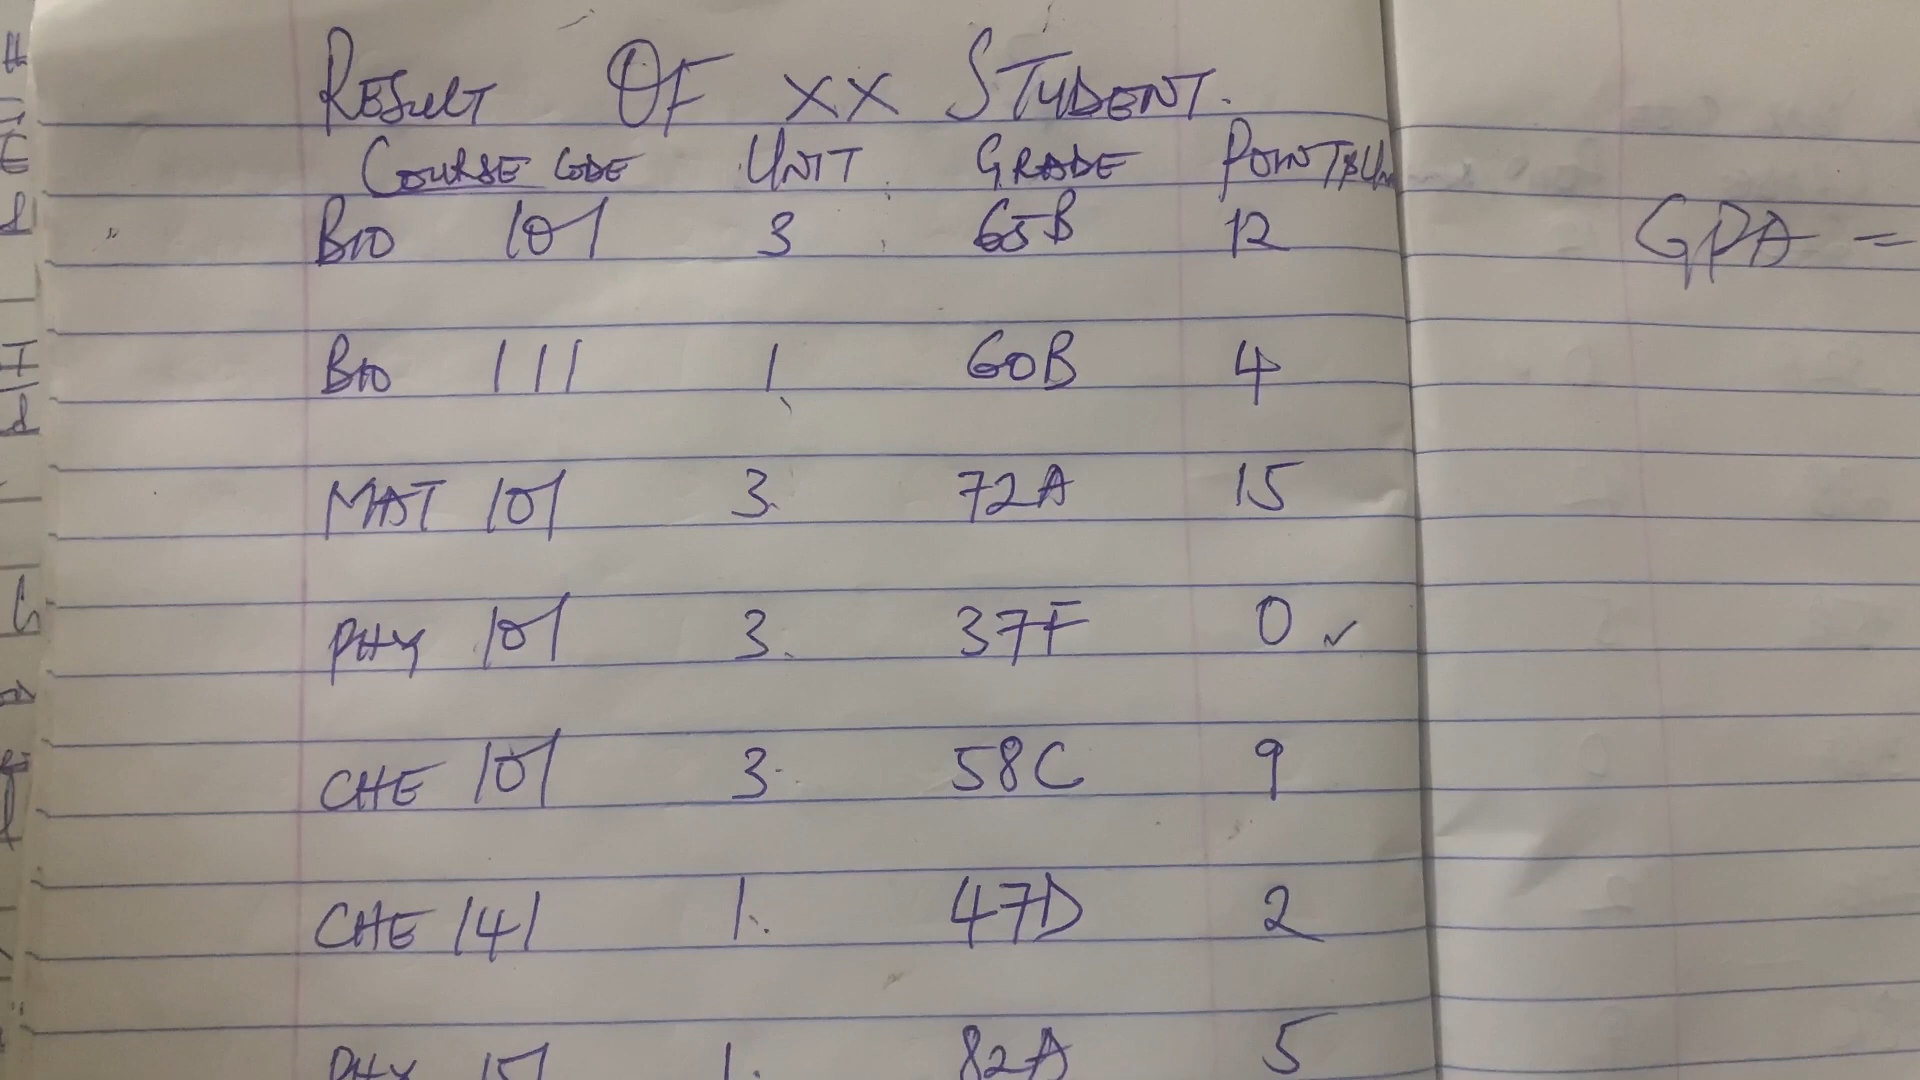 RESULT OF XX STUDENT.
COURSE CODE UNIT GRADE
BIO 101 3 65B 12
GPA =
BIO 111 1 60B 4
MAT 101 3 72A 15
PHY 101 3 37F 0
CHE 101 3 58C 9
CHE 141 1 47D 2
PHY 1 82A 5